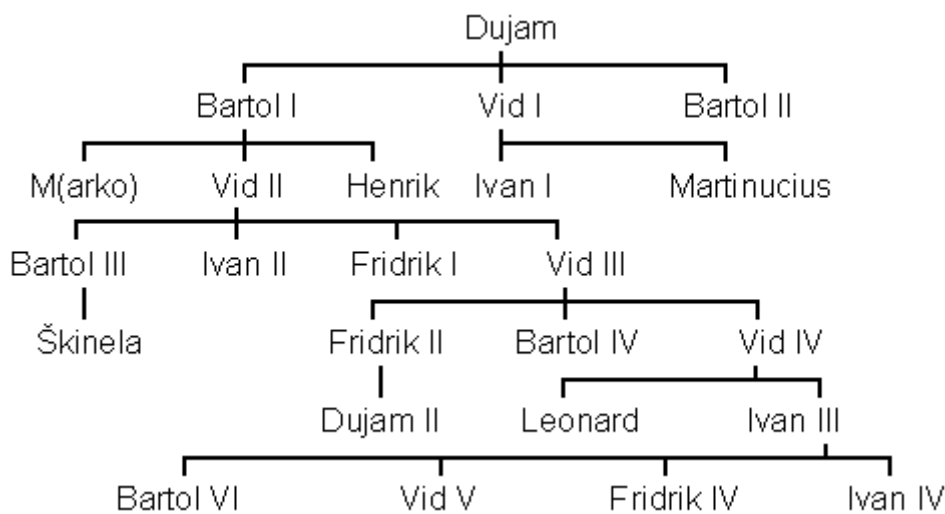 Dujam
Bartol I Vid I Bartol II
M(arko) Vid II Henrik Ivan I Martinucius
Bartol III Ivan II Fridrik I Vid III
Škinela Fridrik II Bartol IV Vid IV
Dujam II Leonard Ivan III
Bartol VI Vid V Fridrik IV Ivan IV